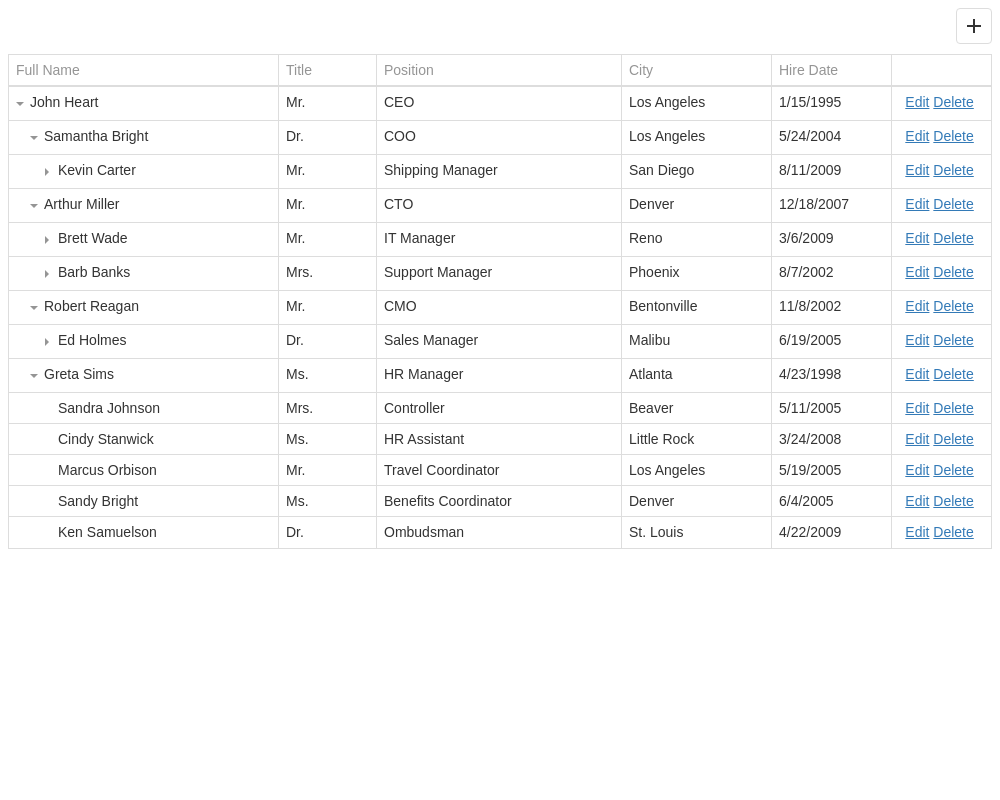 Full Name Title Position City Hire Date
John Heart Mr. CEO Los Angeles 1/15/1995 Edit Delete
Samantha Bright Dr. COO Los Angeles 5/24/2004 Edit Delete
Kevin Carter Mr. Shipping Manager San Diego 8/11/2009 Edit Delete
Arthur Miller Mr. CTO Denver 12/18/2007 Edit Delete
Brett Wade Mr. IT Manager Reno 3/6/2009 Edit Delete
Barb Banks Mrs. Support Manager Phoenix 8/7/2002 Edit Delete
Robert Reagan Mr. CMO Bentonville 11/8/2002 Edit Delete
Ed Holmes Dr. Sales Manager Malibu 6/19/2005 Edit Delete
Greta Sims Ms. HR Manager Atlanta 4/23/1998 Edit Delete
Sandra Johnson Mrs. Controller Beaver 5/11/2005 Edit Delete
Cindy Stanwick Ms. HR Assistant Little Rock 3/24/2008 Edit Delete
Marcus Orbison Mr. Travel Coordinator Los Angeles 5/19/2005 Edit Delete
Sandy Bright Ms. Benefits Coordinator Denver 6/4/2005 Edit Delete
Ken Samuelson Dr. Ombudsman St. Louis 4/22/2009 Edit Delete